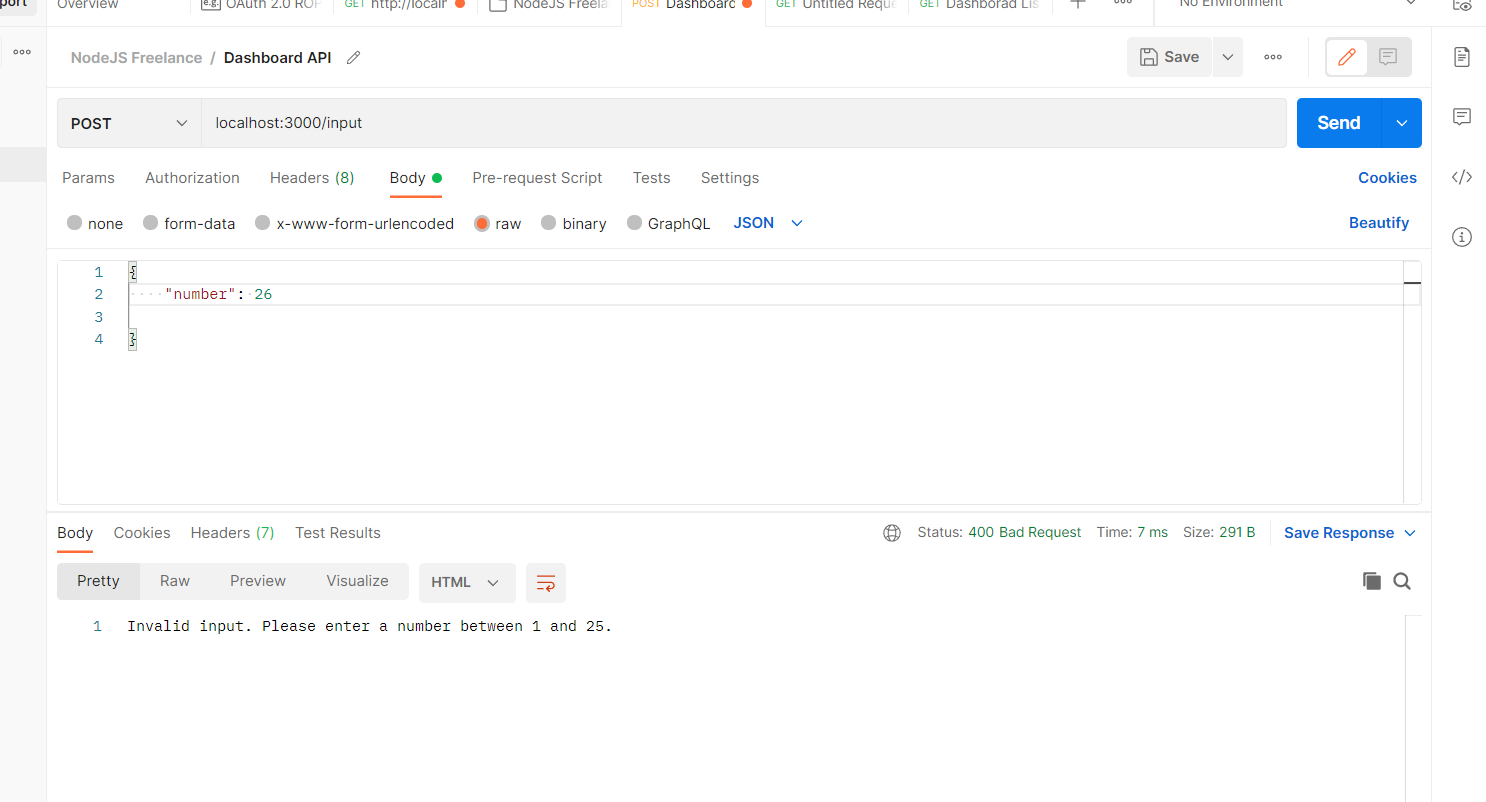 port
Overview
e.g. OAuth 2.0 ROP
GET http://localh
NodeJS Freela
POST Dashboard
GET Untitled Reque
GET Dashborad Lis
No Environment
NodeJS Freelance / Dashboard API
Save
POST
localhost:3000/input
Send
Params Authorization Headers (8) Body Pre-request Script Tests Settings Cookies
none form-data x-www-form-urlencoded raw binary GraphQL JSON Beautify
1 {
2 "number": 26
3
4 }
Body Cookies Headers (7) Test Results Status: 400 Bad Request Time: 7 ms Size: 291 B Save Response
Pretty Raw Preview Visualize HTML
1 Invalid input. Please enter a number between 1 and 25.